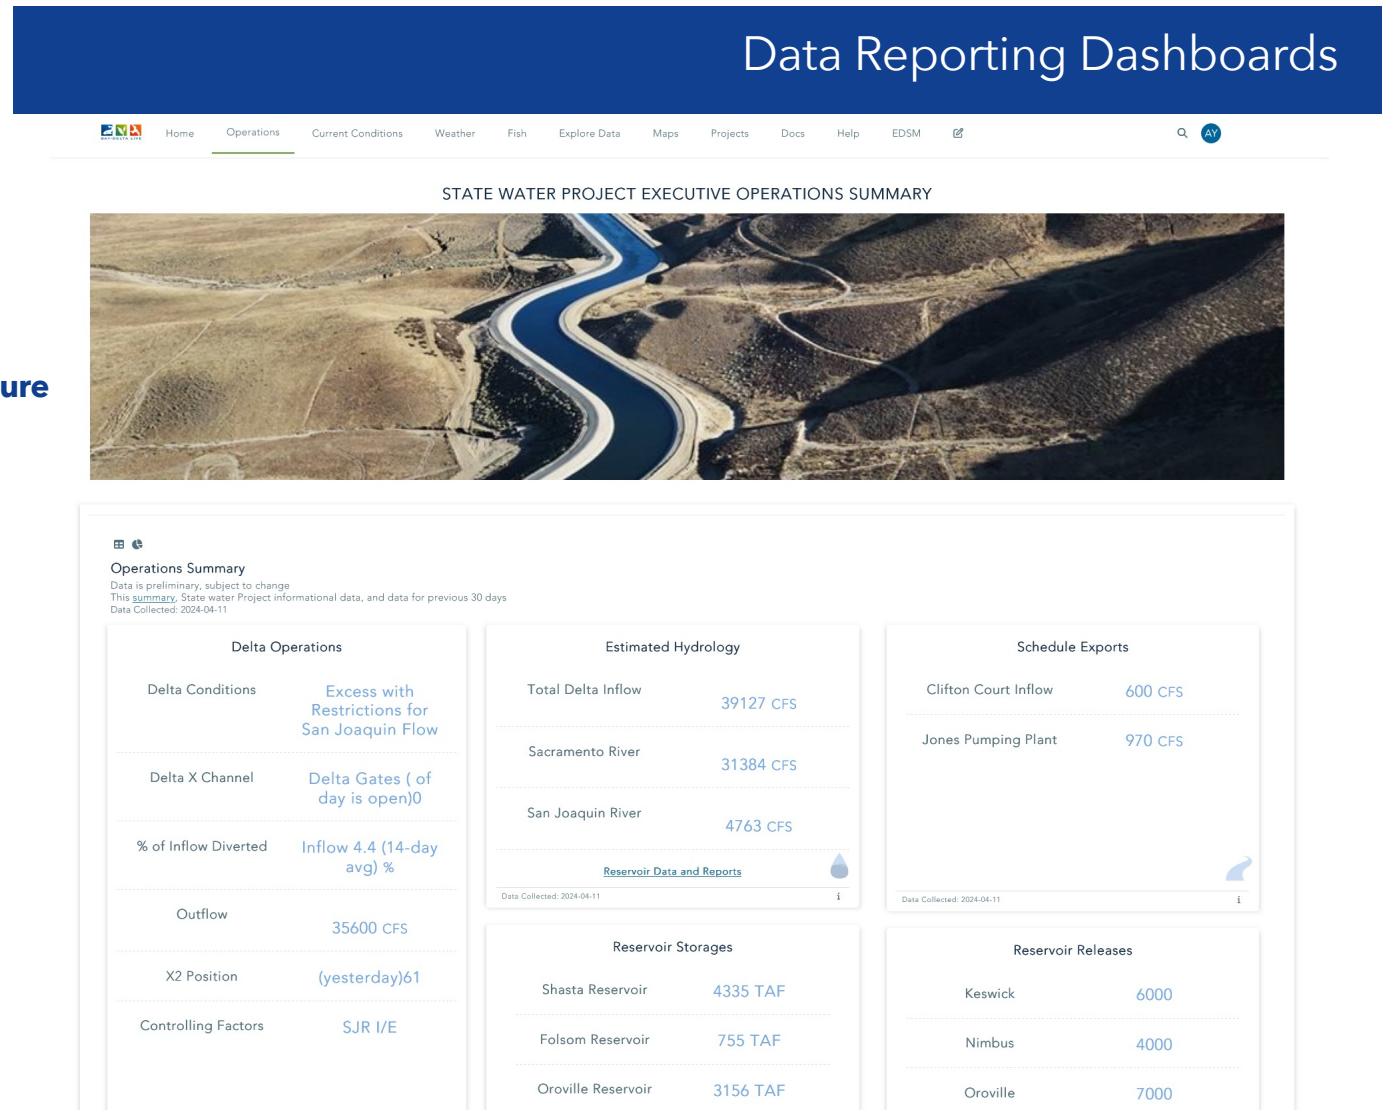 Data Reporting Dashboards
BAY-DELTA LIVE
Home Operations Current Conditions Weather Fish Explore Data Maps Projects Docs Help EDSM
AY
STATE WATER PROJECT EXECUTIVE OPERATIONS SUMMARY
ure
Operations Summary
Data is preliminary, subject to change
This summary, State water Project informational data, and data for previous 30 days
Data Collected: 2024-04-11
Delta Operations
Delta Conditions
Excess with
Restrictions for
San Joaquin Flow
Delta X Channel
Delta Gates ( of
day is open)0
% of Inflow Diverted
Inflow 4.4 (14-day
avg) %
Outflow
35600 CFS
X2 Position
(yesterday)61
Controlling Factors
SJR I/E
Estimated Hydrology
Total Delta Inflow
39127 CFS
Sacramento River
31384 CFS
San Joaquin River
4763 CFS
Reservoir Data and Reports
Data Collected: 2024-04-11
i
Schedule Exports
Clifton Court Inflow
600 CFS
Jones Pumping Plant
970 CFS
Data Collected: 2024-04-11
i
Reservoir Storages
Shasta Reservoir
4335 TAF
Folsom Reservoir
755 TAF
Oroville Reservoir
3156 TAF
Reservoir Releases
Keswick
6000
Nimbus
4000
Oroville
7000